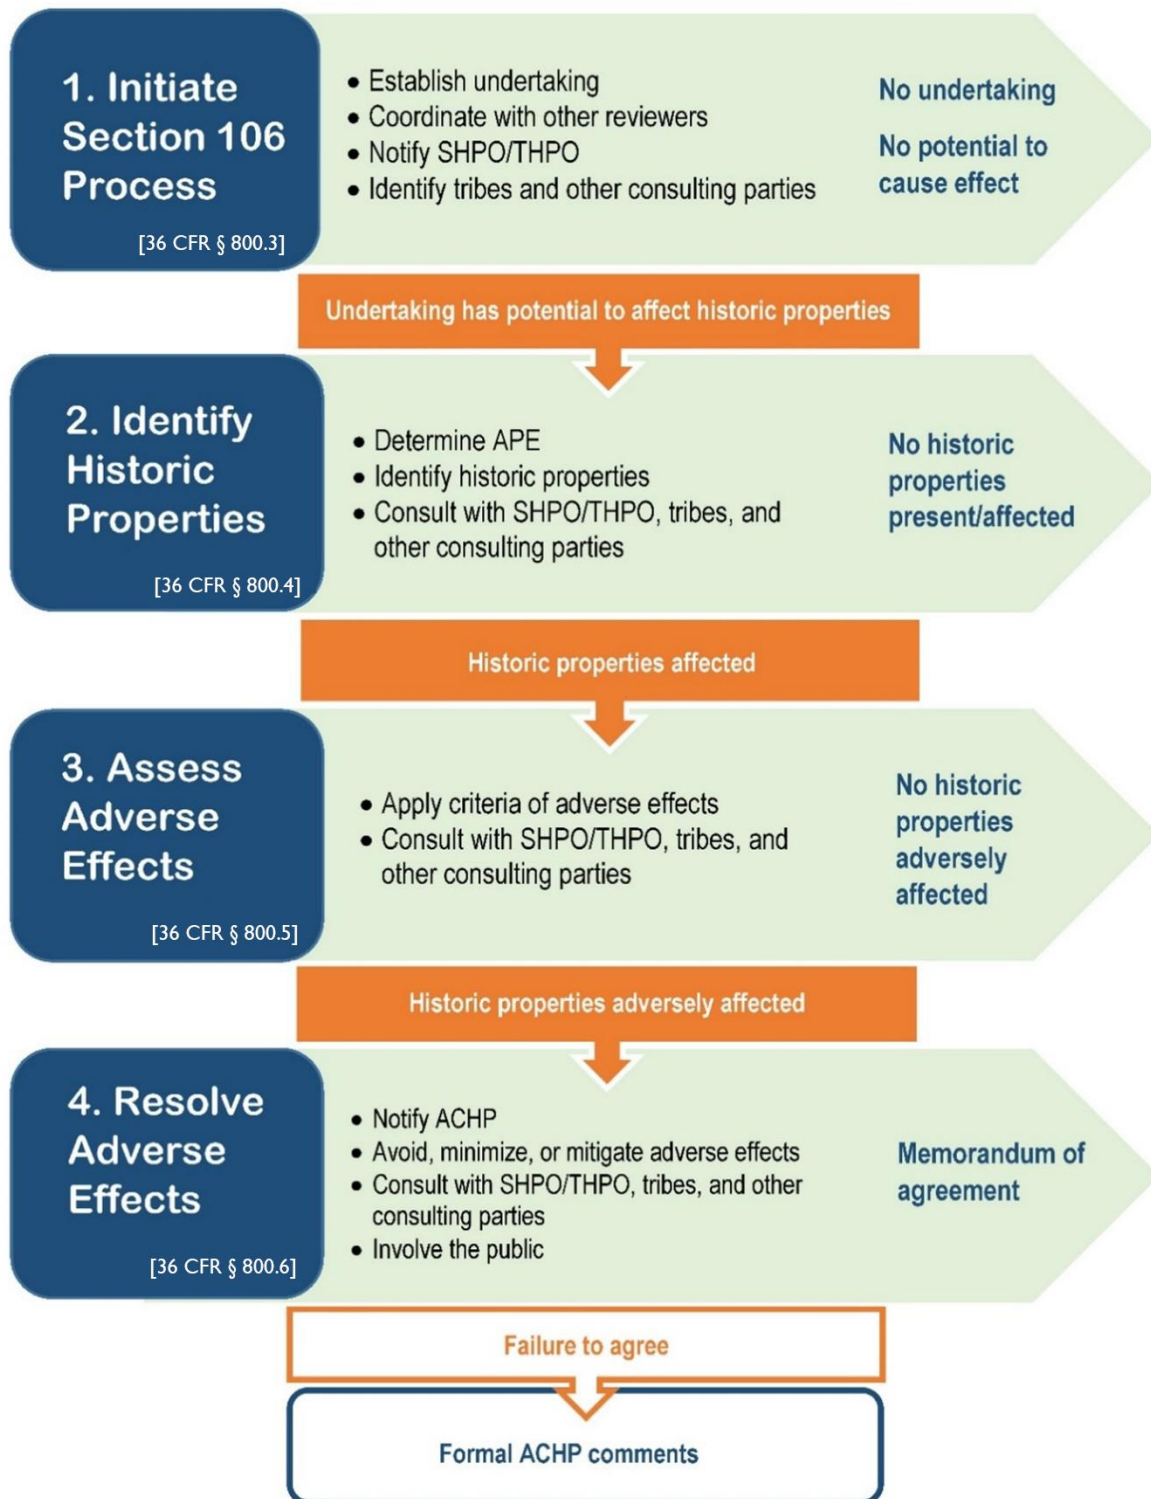 1. Initiate
Section 106
Process
[36 CFR § 800.3]
• Establish undertaking
• Coordinate with other reviewers
• Notify SHPO/THPO
• Identify tribes and other consulting parties
No undertaking
No potential to
cause effect
Undertaking has potential to affect historic properties
2. Identify
Historic
Properties
[36 CFR § 800.4]
• Determine APE
• Identify historic properties
• Consult with SHPO/THPO, tribes, and
other consulting parties
No historic
properties
present/affected
Historic properties affected
3. Assess
Adverse
Effects
[36 CFR § 800.5]
• Apply criteria of adverse effects
• Consult with SHPO/THPO, tribes, and
other consulting parties
No historic
properties
adversely
affected
Historic properties adversely affected
4. Resolve
Adverse
Effects
[36 CFR § 800.6]
• Notify ACHP
• Avoid, minimize, or mitigate adverse effects
• Consult with SHPO/THPO, tribes, and other
consulting parties
• Involve the public
Memorandum of
agreement
Failure to agree
Formal ACHP comments